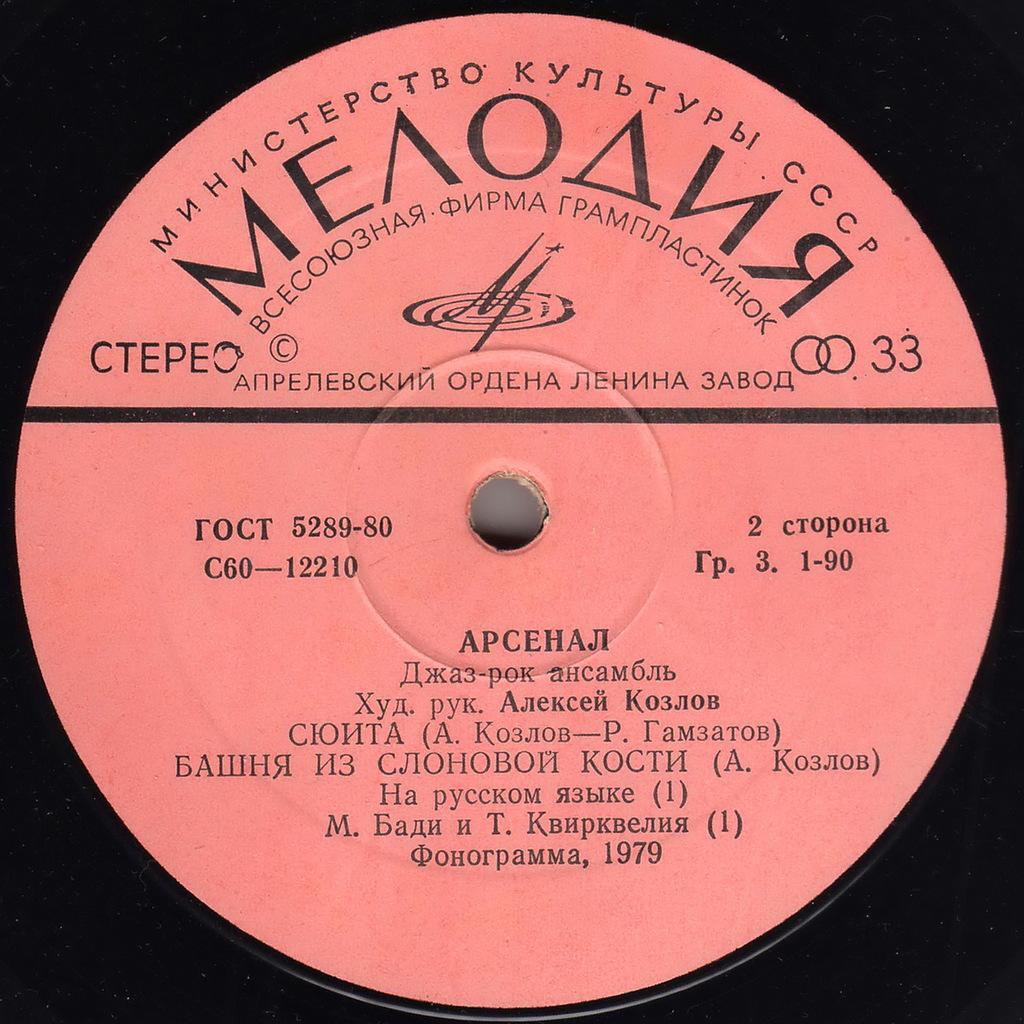 МИНИСТЕРСТВО КУЛЬТУРЫ СССР
МЕЛОДИЯ
ВСЕСОЮЗНАЯ ФИРМА ГРАМПЛАСТИНОК
СТЕРЕО ©
33
АПРЕЛЕВСКИЙ ОРДЕНА ЛЕНИНА ЗАВОД
ГОСТ 5289-80
С60—12210
2 сторона
Гр. 3. 1-90
АРСЕНАЛ
Джаз-рок ансамбль
Худ. рук. Алексей Козлов
СЮИТА (А. Козлов—Р. Гамзатов)
БАШНЯ ИЗ СЛОНОВОЙ КОСТИ (А. Козлов)
На русском языке (1)
М. Бади и Т. Квирквелия (1)
Фонограмма, 1979